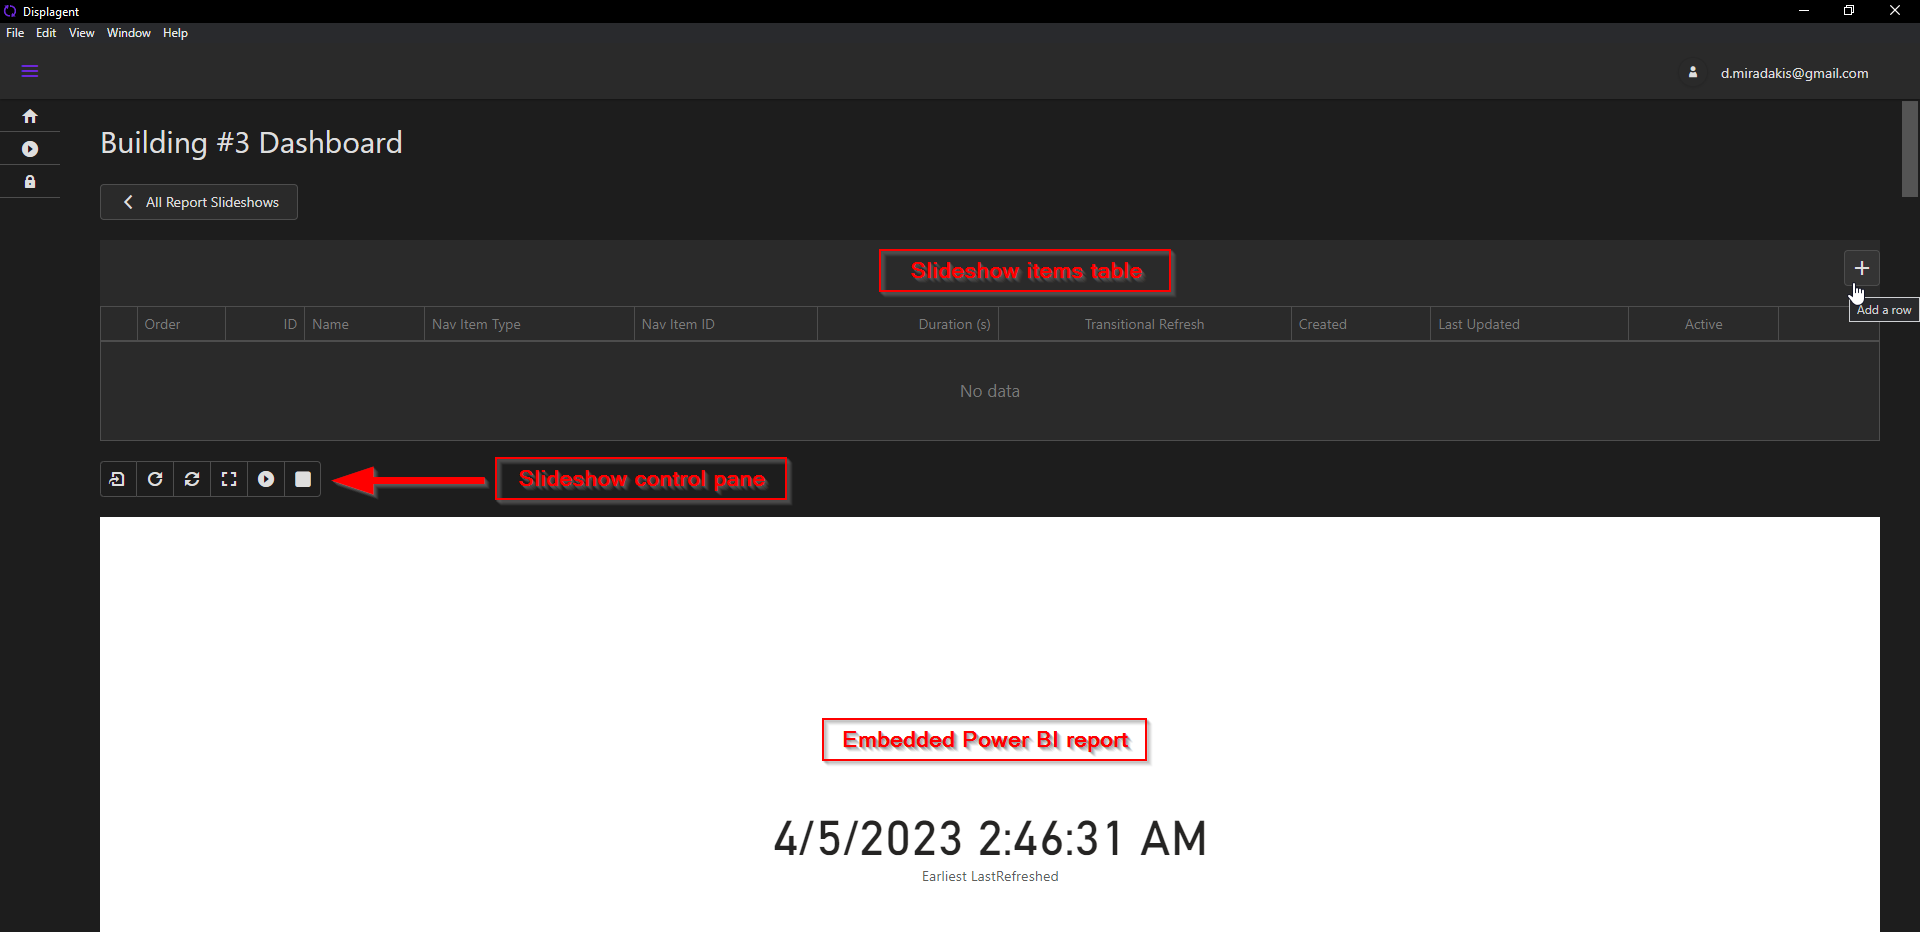 Displagent
File Edit View Window Help
d.miradakis@gmail.com
Building #3 Dashboard
All Report Slideshows
Slideshow items table
Add a row
Order ID Name Nav Item Type Nav Item ID Duration (s) Transitional Refresh Created Last Updated Active
No data
Slideshow control pane
Embedded Power BI report
4/5/2023 2:46:31 AM
Earliest LastRefreshed